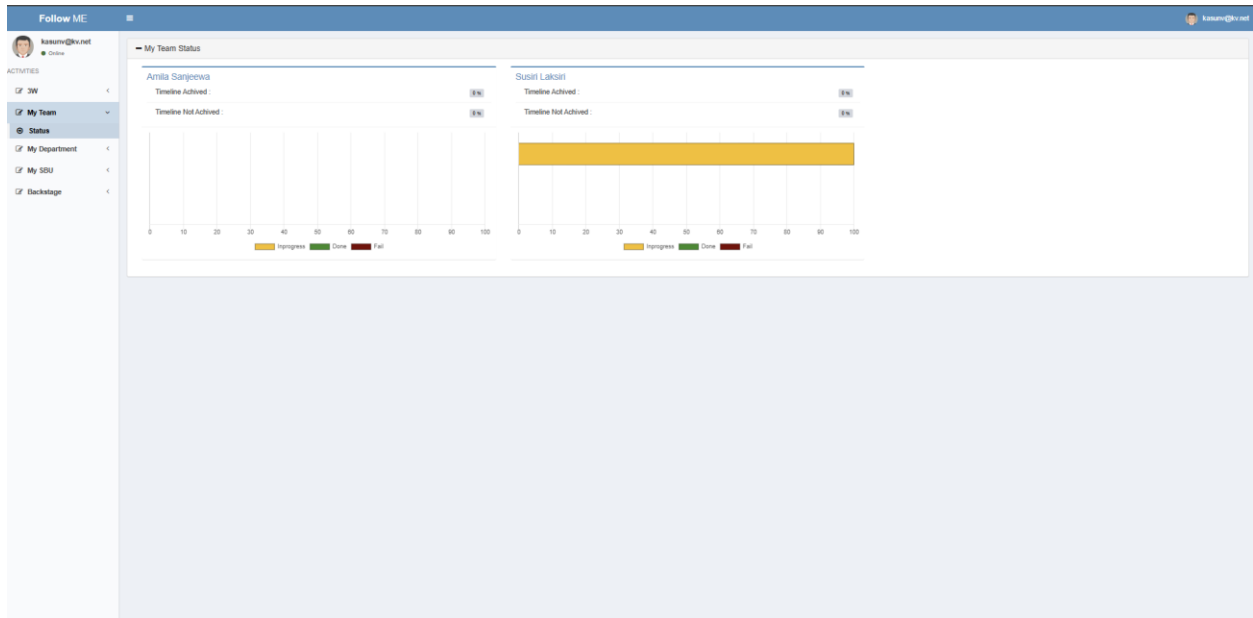 Follow ME
kasunv@kv.net
kasunv@kv.net
Online
ACTIVITIES
3W
My Team
Status
My Department
My SBU
Backstage
My Team Status
Amila Sanjeewa
Timeline Achived :
0 %
Timeline Not Achived :
0 %
0 10 20 30 40 50 60 70 80 90 100
Inprogress Done Fail
Susiri Laksiri
Timeline Achived :
0 %
Timeline Not Achived :
0 %
0 10 20 30 40 50 60 70 80 90 100
Inprogress Done Fail